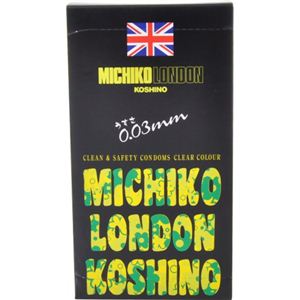 MICHIKO LONDON
KOSHINO
うすさ
0.03mm
CLEAN & SAFETY CONDOMS CLEAR COLOUR
MICHIKO
LONDON
KOSHINO